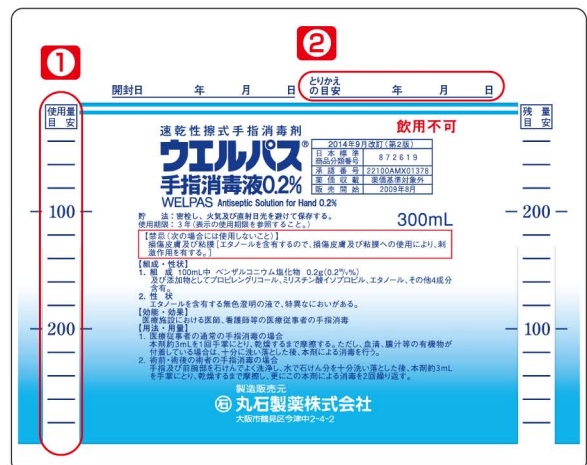 ① ②
開封日 年 月 日 とりかえの目安 年 月 日
使用量目安
残量目安
速乾性擦式手指消毒剤
飲用不可
ウエルパス®
手指消毒液0.2%
WELPAS Antiseptic Solution for Hand 0.2%
2014年9月改訂(第2版)
日本標準商品分類番号 872619
承認番号 22100AMX01378
薬価収載 薬価基準対象外
販売開始 2009年8月
100
200
200
100
貯 法:密栓し、火気及び直射日光を避けて保存する。
使用期限:3年(表示の使用期限を参照すること。)
300mL
【禁忌(次の場合には使用しないこと)】
損傷皮膚及び粘膜[エタノールを含有するので、損傷皮膚及び粘膜への使用により、刺
激作用を有する。]
【組成・性状】
1. 組 成 100mL中 ベンザルコニウム塩化物 0.2g(0.2w/v%)
及び添加物としてプロピレングリコール、ミリスチン酸イソプロピル、エタノール、その他4成分
含有。
2. 性 状
エタノールを含有する無色澄明の液で、特異なにおいがある。
【効能・効果】
医療施設における医師、看護師等の医療従事者の手指消毒
【用法・用量】
1. 医療従事者の通常の手指消毒の場合
本剤約3mLを1回手掌にとり、乾燥するまで摩擦する。ただし、血清、膿汁等の有機物が
付着している場合は、十分に洗い落とした後、本剤による消毒を行う。
2. 術前・術後の術者の手指消毒の場合
手指及び前腕部を石けんでよく洗浄し、水で石けん分を十分洗い落とした後、本剤約3mL
を手掌にとり、乾燥するまで摩擦し、更にこの本剤による消毒を2回繰り返す。
製造販売元
石 丸石製薬株式会社
大阪市鶴見区今津中2-4-2